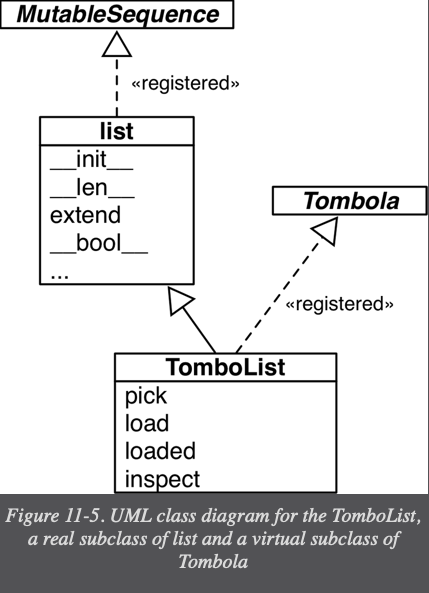 MutableSequence
«registered»
list
__init__
__len__
extend
__bool__
...
Tombola
«registered»
TomboList
pick
load
loaded
inspect
Figure 11-5. UML class diagram for the TomboList,
a real subclass of list and a virtual subclass of
Tombola